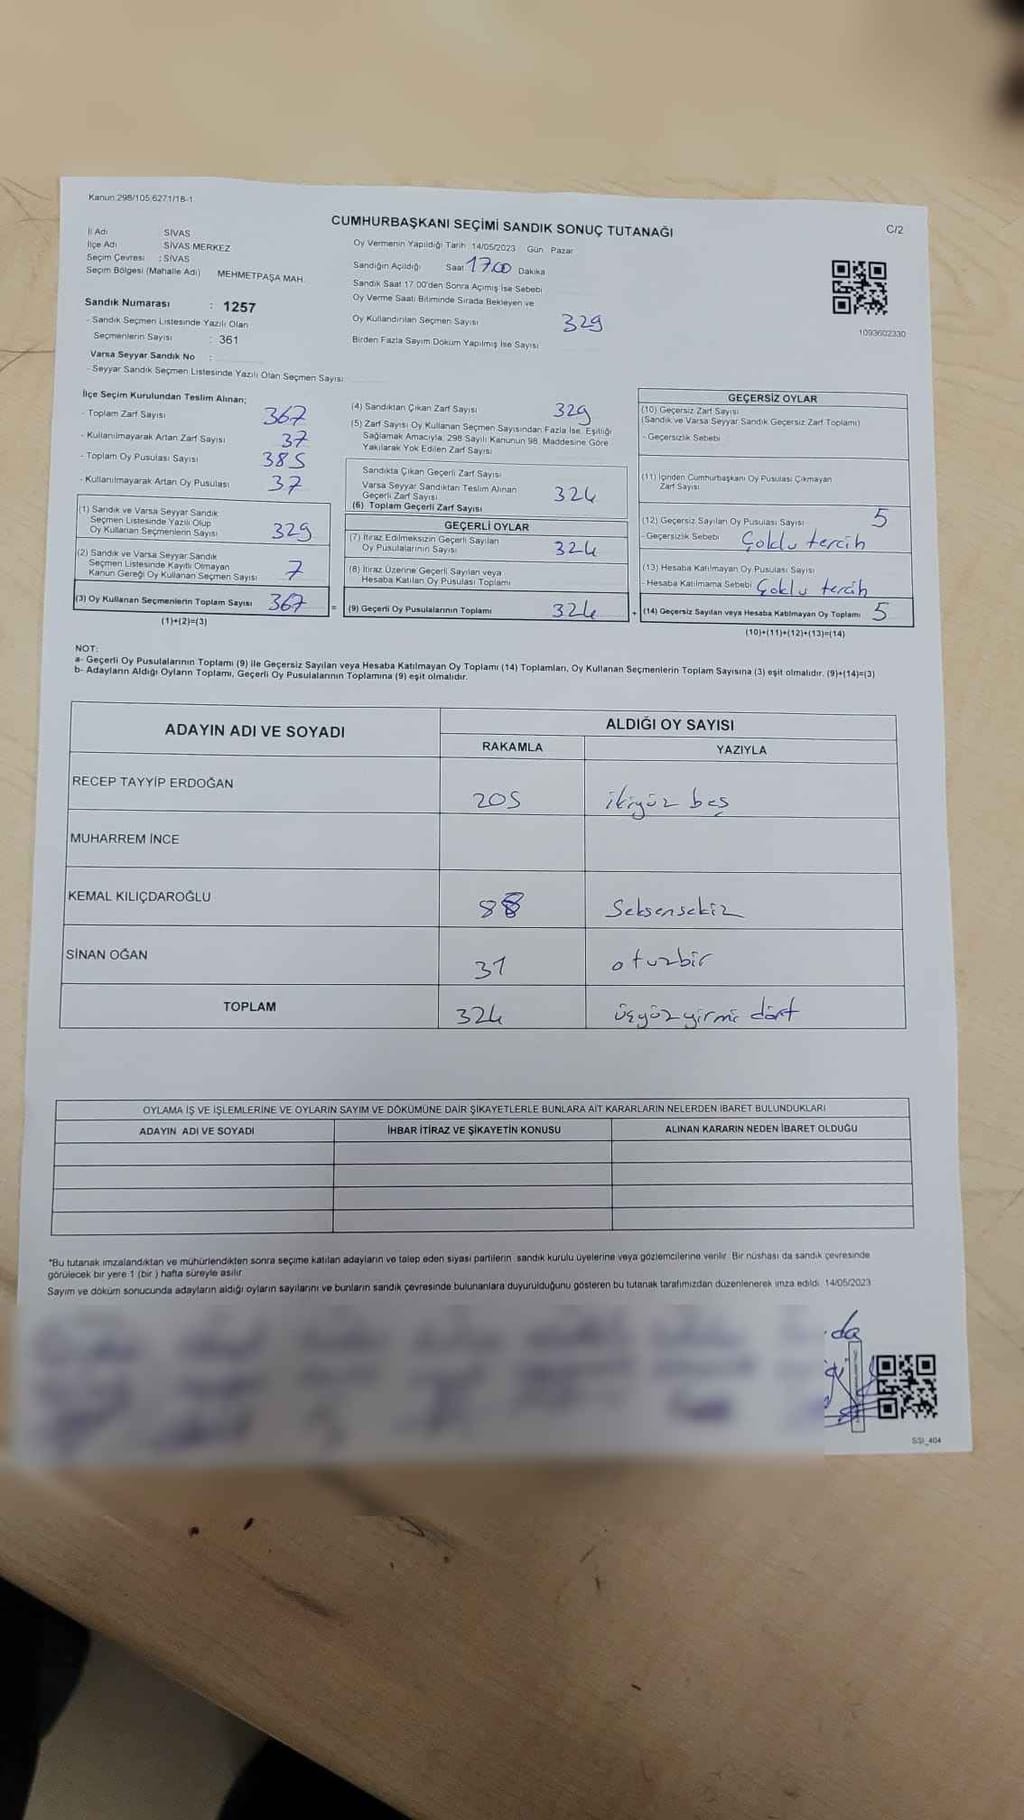 Kanun:298/105,6271/18-1
CUMHURBAŞKANI SEÇİMİ SANDIK SONUÇ TUTANAĞI
C/2
İl Adı SİVAS
İlçe Adı SİVAS MERKEZ
Seçim Çevresi : SİVAS
Seçim Bölgesi (Mahalle Adı) MEHMETPAŞA MAH.
Oy Vermenin Yapıldığı Tarih 14/05/2023 Gün Pazar
Sandığın Açıldığı Saat 17.00 Dakika
Sandık Saat 17.00'den Sonra Açımış İse Sebebi
Oy Verme Saati Bitiminde Sırada Bekleyen ve
Oy Kullandırılan Seçmen Sayısı 329
Birden Fazla Sayım Döküm Yapılmış İse Sayısı
1093602330
Sandık Numarası : 1257
- Sandık Seçmen Listesinde Yazılı Olan
Seçmenlerin Sayısı : 361
Varsa Seyyar Sandık No :
- Seyyar Sandık Seçmen Listesinde Yazılı Olan Seçmen Sayısı:
İlçe Seçim Kurulundan Teslim Alınan;
- Toplam Zarf Sayısı 367
- Kullanılmayarak Artan Zarf Sayısı 37
- Toplam Oy Pusulası Sayısı 385
- Kullanılmayarak Artan Oy Pusulası 37
(1) Sandık ve Varsa Seyyar Sandık
Seçmen Listesinde Yazılı Olup
Oy Kullanan Seçmenlerin Sayısı 329
(2) Sandık ve Varsa Seyyar Sandık
Seçmen Listesinde Kayıtlı Olmayan
Kanun Gereği Oy Kullanan Seçmen Sayısı 7
(3) Oy Kullanan Seçmenlerin Toplam Sayısı 367
(1)+(2)=(3)
=
(4) Sandıktan Çıkan Zarf Sayısı 329
(5) Zarf Sayısı Oy Kullanan Seçmen Sayısından Fazla İse, Eşitliği
Sağlamak Amacıyla, 298 Sayılı Kanunun 98. Maddesine Göre
Yakılarak Yok Edilen Zarf Sayısı
Sandıkta Çıkan Geçerli Zarf Sayısı
Varsa Seyyar Sandıktan Teslim Alınan
Geçerli Zarf Sayısı 324
(6) Toplam Geçerli Zarf Sayısı
GEÇERLİ OYLAR
(7) İtiraz Edilmeksizin Geçerli Sayılan
Oy Pusulalarının Sayısı 324
(8) İtiraz Üzerine Geçerli Sayılan veya
Hesaba Katılan Oy Pusulası Toplamı
(9) Geçerli Oy Pusulalarının Toplamı 324
+
GEÇERSİZ OYLAR
(10) Geçersiz Zarf Sayısı
(Sandık ve Varsa Seyyar Sandık Geçersiz Zarf Toplamı)
- Geçersizlik Sebebi
(11) İçinden Cumhurbaşkanı Oy Pusulası Çıkmayan
Zarf Sayısı
(12) Geçersiz Sayılan Oy Pusulası Sayısı 5
- Geçersizlik Sebebi Çoklu tercih
(13) Hesaba Katılmayan Oy Pusulası Sayısı
- Hesaba Katılmama Sebebi Çoklu tercih
(14) Geçersiz Sayılan veya Hesaba Katılmayan Oy Toplamı 5
(10)+(11)+(12)+(13)=(14)
NOT:
a- Geçerli Oy Pusulalarının Toplamı (9) ile Geçersiz Sayılan veya Hesaba Katılmayan Oy Toplamı (14) Toplamları, Oy Kullanan Seçmenlerin Toplam Sayısına (3) eşit olmalıdır. (9)+(14)=(3)
b- Adayların Aldığı Oyların Toplamı, Geçerli Oy Pusulalarının Toplamına (9) eşit olmalıdır.
ADAYIN ADI VE SOYADI
ALDIĞI OY SAYISI
RAKAMLA YAZIYLA
RECEP TAYYİP ERDOĞAN 205 ikiyüz beş
MUHARREM İNCE
KEMAL KILIÇDAROĞLU 88 Seksensekiz
SİNAN OĞAN 31 otuzbir
TOPLAM 324 üçyüz yirmi dört
OYLAMA İŞ VE İŞLEMLERİNE VE OYLARIN SAYIM VE DÖKÜMÜNE DAİR ŞİKAYETLERLE BUNLARA AİT KARARLARIN NELERDEN İBARET BULUNDUKLARI
ADAYIN ADI VE SOYADI İHBAR İTİRAZ VE ŞİKAYETİN KONUSU ALINAN KARARIN NEDEN İBARET OLDUĞU
*Bu tutanak imzalandıktan ve mühürlendikten sonra seçime katılan adayların ve talep eden siyasi partilerin sandık kurulu üyelerine veya gözlemcilerine verilir. Bir nüshası da sandık çevresinde
görülecek bir yere 1 (bir ) hafta süreyle asılır.
Sayım ve döküm sonucunda adayların aldığı oyların sayılarını ve bunların sandık çevresinde bulunanlara duyurulduğunu gösteren bu tutanak tarafımızdan düzenlenerek imza edildi. 14/05/2023
da
SSI_404